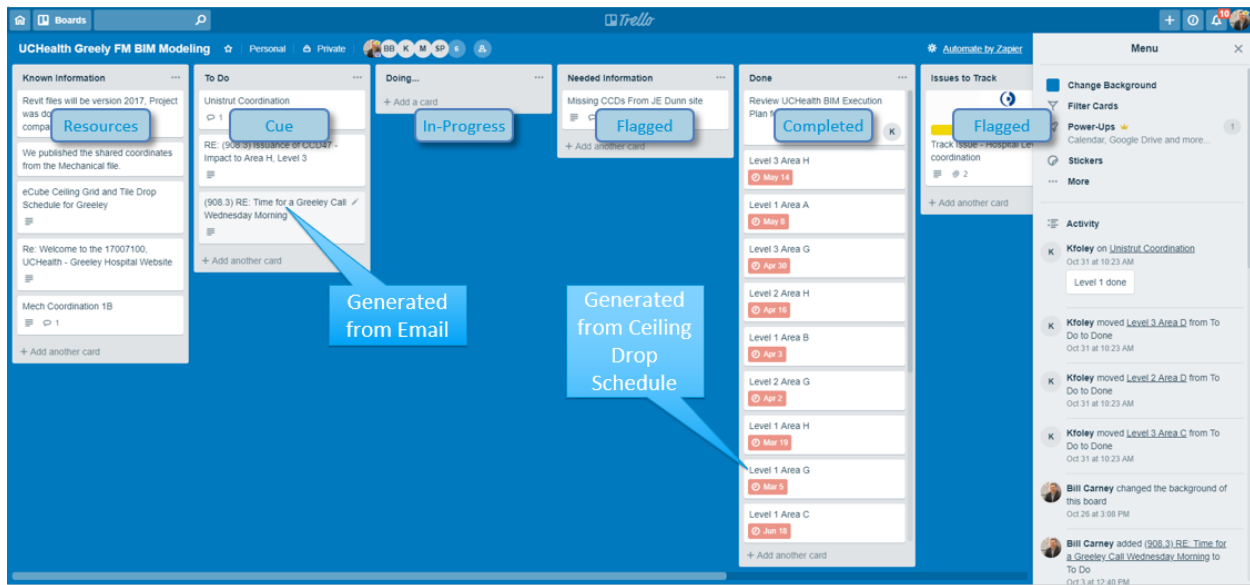 Boards
Trello
10
UCHealth Greely FM BIM Modeling
Personal
Private
BB K M SP 6
Automate by Zapier
Known Information
Revit files will be version 2017, Project
was
compa
Resources
We published the shared coordinates
from the Mechanical file.
eCube Ceiling Grid and Tile Drop
Schedule for Greeley
Re: Welcome to the 17007100,
UCHealth - Greeley Hospital Website
Mech Coordination 1B
1
+ Add another card
To Do
Unistrut Coordination
1
Cue
RE: (908.3) Issuance of CCD47 -
Impact to Area H, Level 3
(908.3) RE: Time for a Greeley Call
Wednesday Morning
+ Add another card
Generated
from Email
Doing...
+ Add a card
In-Progress
Needed Information
Missing CCDs From JE Dunn site
Flagged
+ Add another card
Generated
from Ceiling
Drop
Schedule
Done
Review UCHealth BIM Execution
Plan
Completed
K
Level 3 Area H
May 14
Level 1 Area A
May 8
Level 3 Area G
Apr 30
Level 2 Area H
Apr 16
Level 1 Area B
Apr 3
Level 2 Area G
Apr 2
Level 1 Area H
Mar 19
Level 1 Area G
Mar 5
Level 1 Area C
Jun 18
+ Add another card
Issues to Track
Flagged
Track Issue - Hospital Le
coordination
2
+ Add another card
Menu
Change Background
Filter Cards
Power-Ups
1
Calendar, Google Drive and more...
Stickers
More
Activity
K
Kfoley on Unistrut Coordination
Oct 31 at 10:23 AM
Level 1 done
K
Kfoley moved Level 3 Area D from To
Do to Done
Oct 31 at 10:23 AM
K
Kfoley moved Level 2 Area D from To
Do to Done
Oct 31 at 10:23 AM
K
Kfoley moved Level 3 Area C from To
Do to Done
Oct 31 at 10:23 AM
Bill Carney changed the background of
this board
Oct 26 at 3:08 PM
Bill Carney added (908.3) RE: Time for
a Greeley Call Wednesday Morning to
To Do
Oct 3 at 12:40 PM